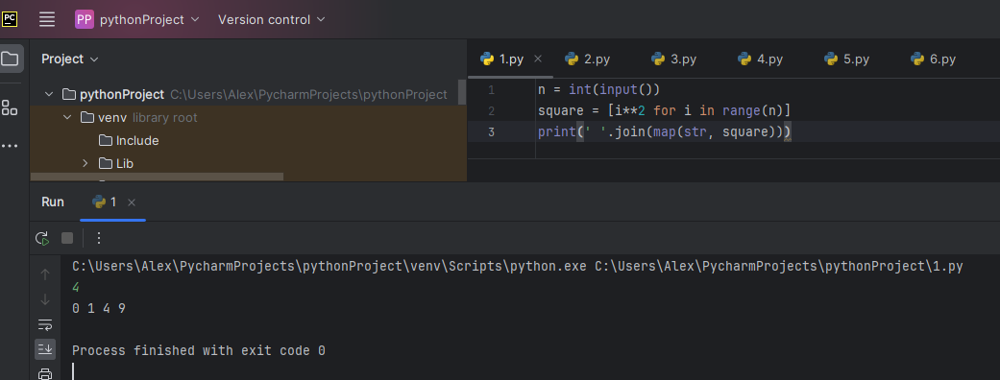 PC PP pythonProject Version control
Project
1.py 2.py 3.py 4.py 5.py 6.py
pythonProject C:\Users\Alex\PycharmProjects\pythonProject
venv library root
Include
Lib
1 n = int(input())
2 square = [i**2 for i in range(n)]
3 print(' '.join(map(str, square)))
Run 1
C:\Users\Alex\PycharmProjects\pythonProject\venv\Scripts\python.exe C:\Users\Alex\PycharmProjects\pythonProject\1.py
4
0 1 4 9
Process finished with exit code 0